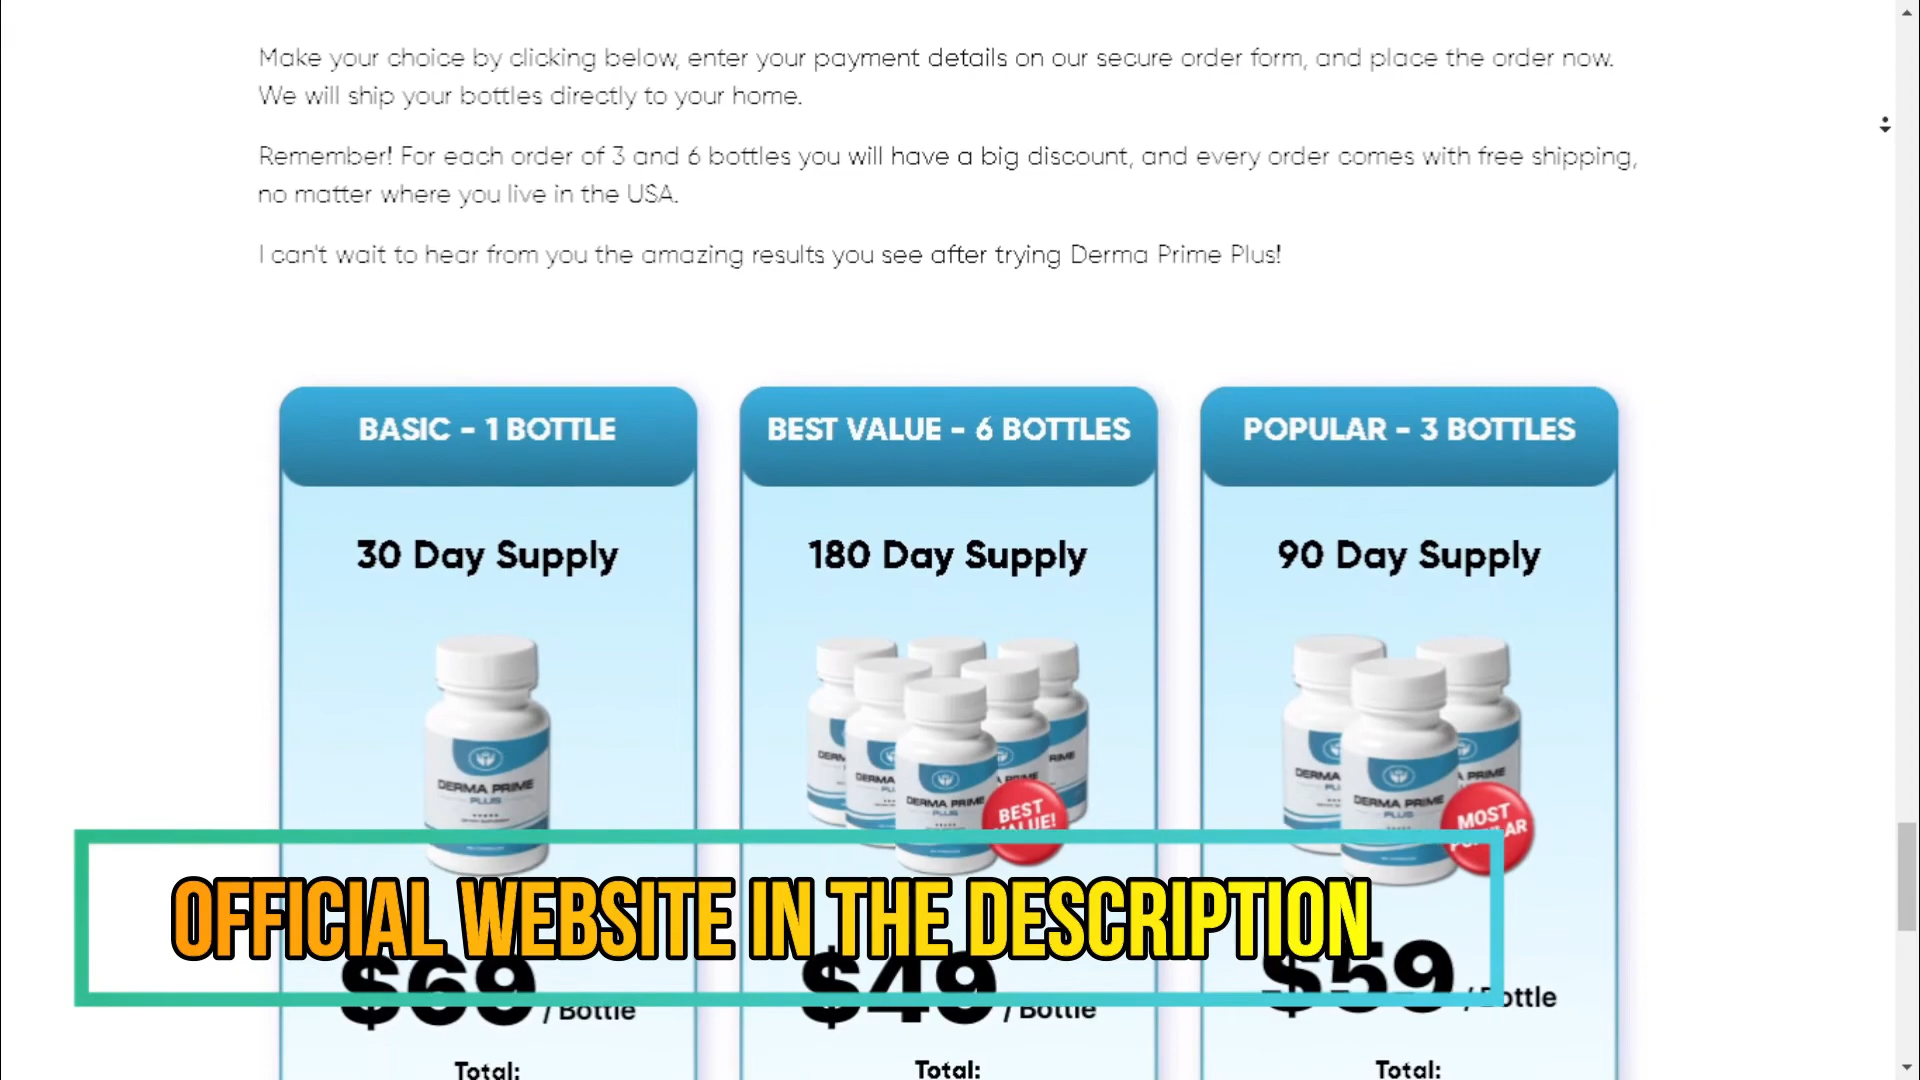 Make your choice by clicking below, enter your payment details on our secure order form, and place the order now.
We will ship your bottles directly to your home.
Remember! For each order of 3 and 6 bottles you will have a big discount, and every order comes with free shipping,
no matter where you live in the USA.
I can't wait to hear from you the amazing results you see after trying Derma Prime Plus!
BASIC - 1 BOTTLE
30 Day Supply
DERMA PRIME
PLUS
$69 / Bottle
Total:
BEST VALUE - 6 BOTTLES
180 Day Supply
DERMA PRIME
PLUS
BEST
VALUE!
$49 / Bottle
Total:
POPULAR - 3 BOTTLES
90 Day Supply
DERMA PRIME
PLUS
MOST
POPULAR
$59 / Bottle
Total:
OFFICIAL WEBSITE IN THE DESCRIPTION